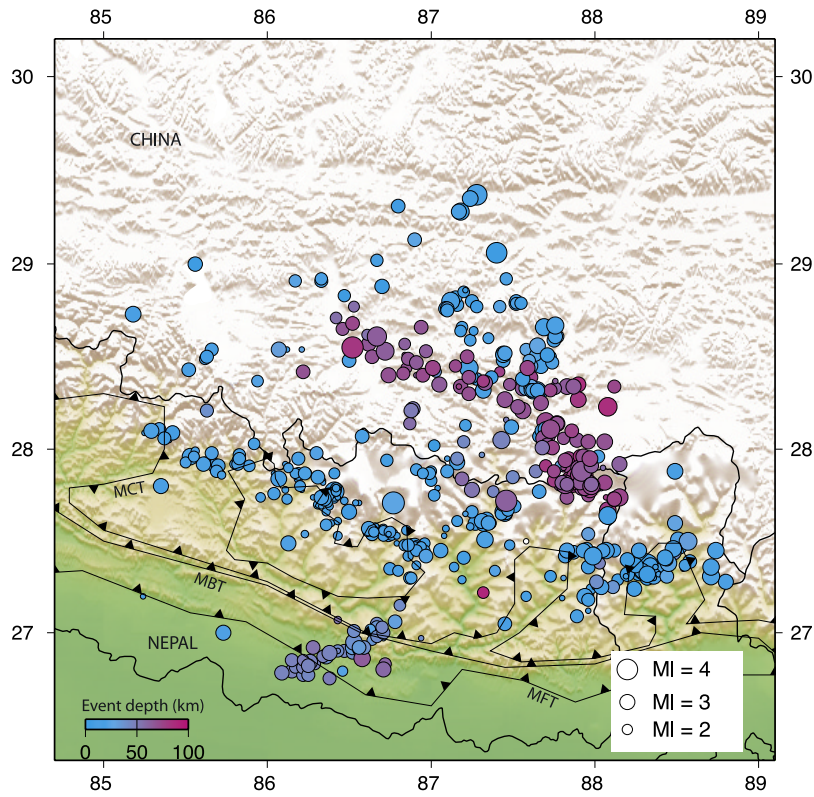 85 86 87 88 89
30 30
CHINA
29 29
28 28
MCT
MBT
27 27
NEPAL
Ml = 4
MFT
Ml = 3
Event depth (km)
Ml = 2
0 50 100
85 86 87 88 89